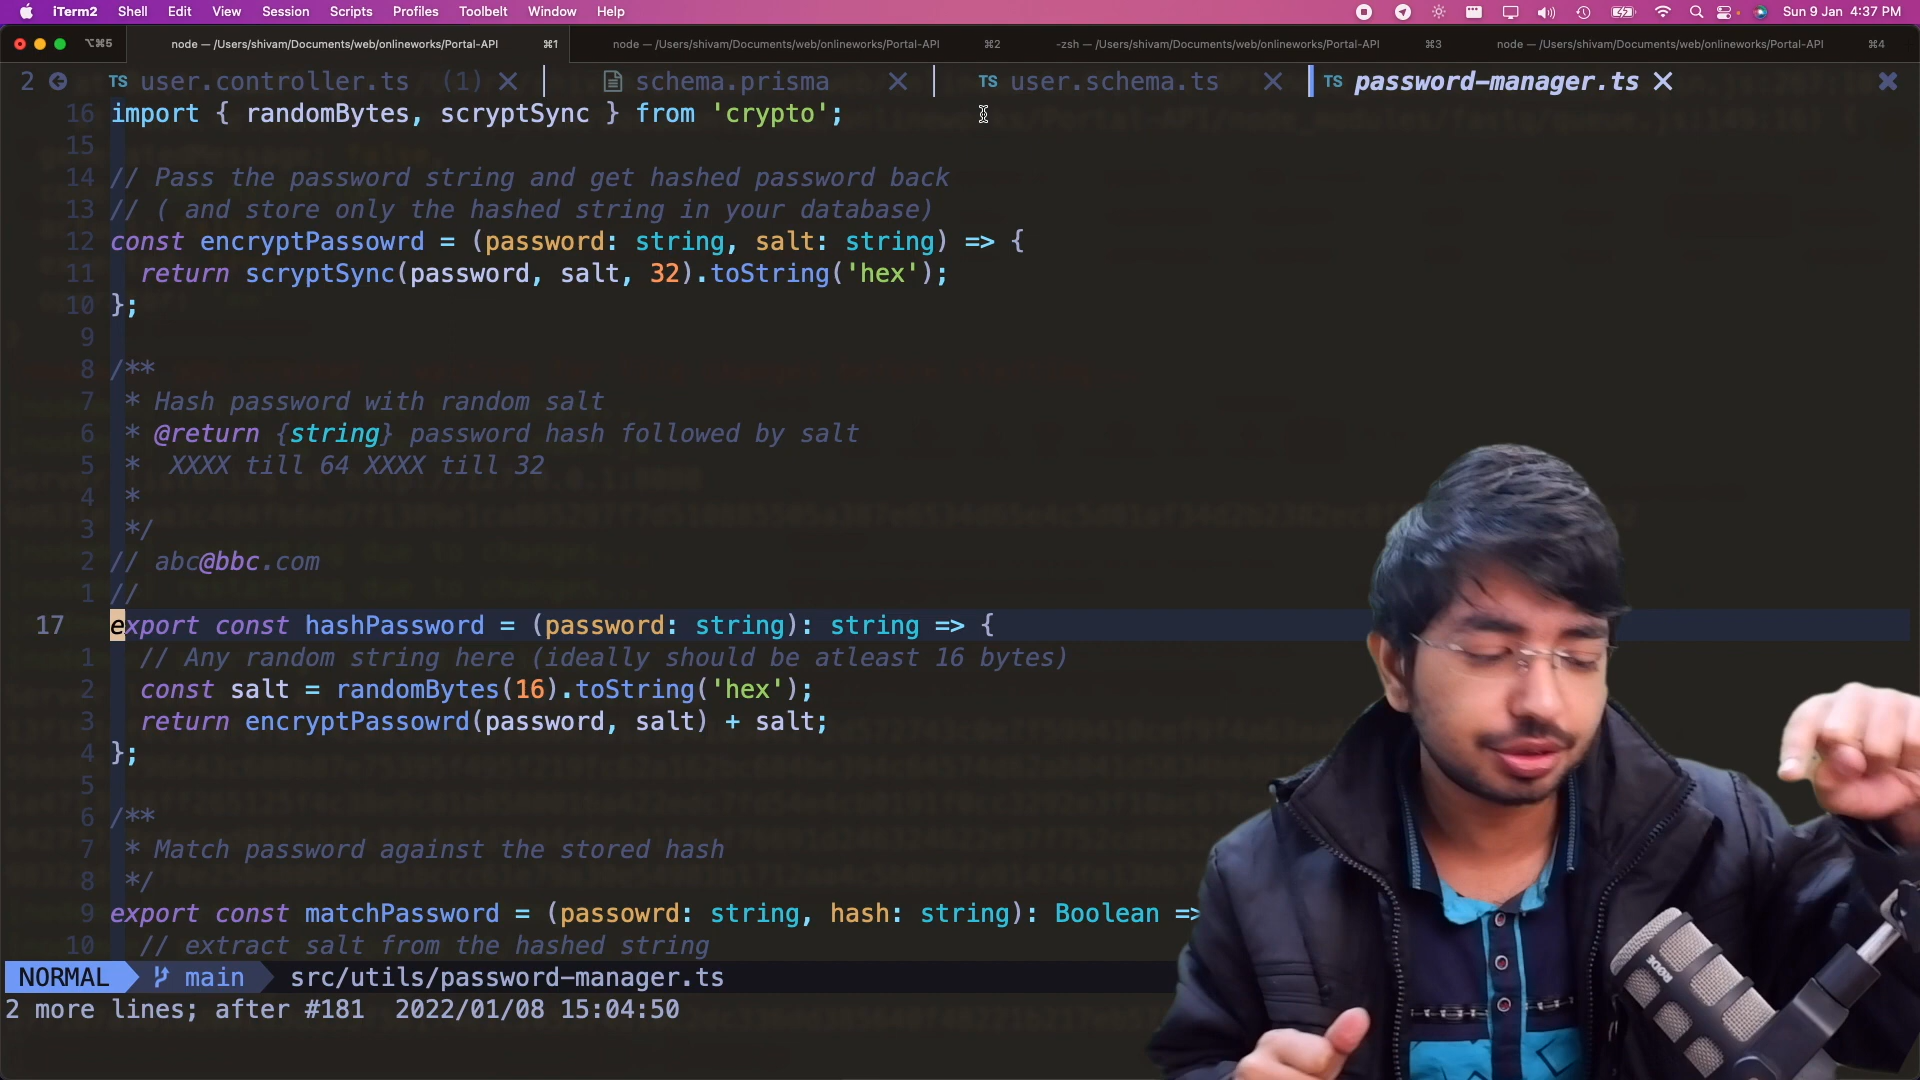 iTerm2 Shell Edit View Session Scripts Profiles Toolbelt Window Help Sun 9 Jan 4:37 PM
⌥⌘5 node — /Users/shivam/Documents/web/onlineworks/Portal-API ⌘1 node — /Users/shivam/Documents/web/onlineworks/Portal-API ⌘2 -zsh — /Users/shivam/Documents/web/onlineworks/Portal-API ⌘3 node — /Users/shivam/Documents/web/onlineworks/Portal-API ⌘4
2 TS user.controller.ts (1) × schema.prisma × TS user.schema.ts × TS password-manager.ts ×
16 import { randomBytes, scryptSync } from 'crypto';
15
14 // Pass the password string and get hashed password back
13 // ( and store only the hashed string in your database)
12 const encryptPassowrd = (password: string, salt: string) => {
11 return scryptSync(password, salt, 32).toString('hex');
10 };
9
8 /**
7 * Hash password with random salt
6 * @return {string} password hash followed by salt
5 * XXXX till 64 XXXX till 32
4 *
3 */
2 // abc@bbc.com
1 //
17 export const hashPassword = (password: string): string => {
1 // Any random string here (ideally should be atleast 16 bytes)
2 const salt = randomBytes(16).toString('hex');
3 return encryptPassowrd(password, salt) + salt;
4 };
5
6 /**
7 * Match password against the stored hash
8 */
9 export const matchPassword = (passowrd: string, hash: string): Boolean =>
10 // extract salt from the hashed string
NORMAL main src/utils/password-manager.ts
2 more lines; after #181 2022/01/08 15:04:50
RØDE